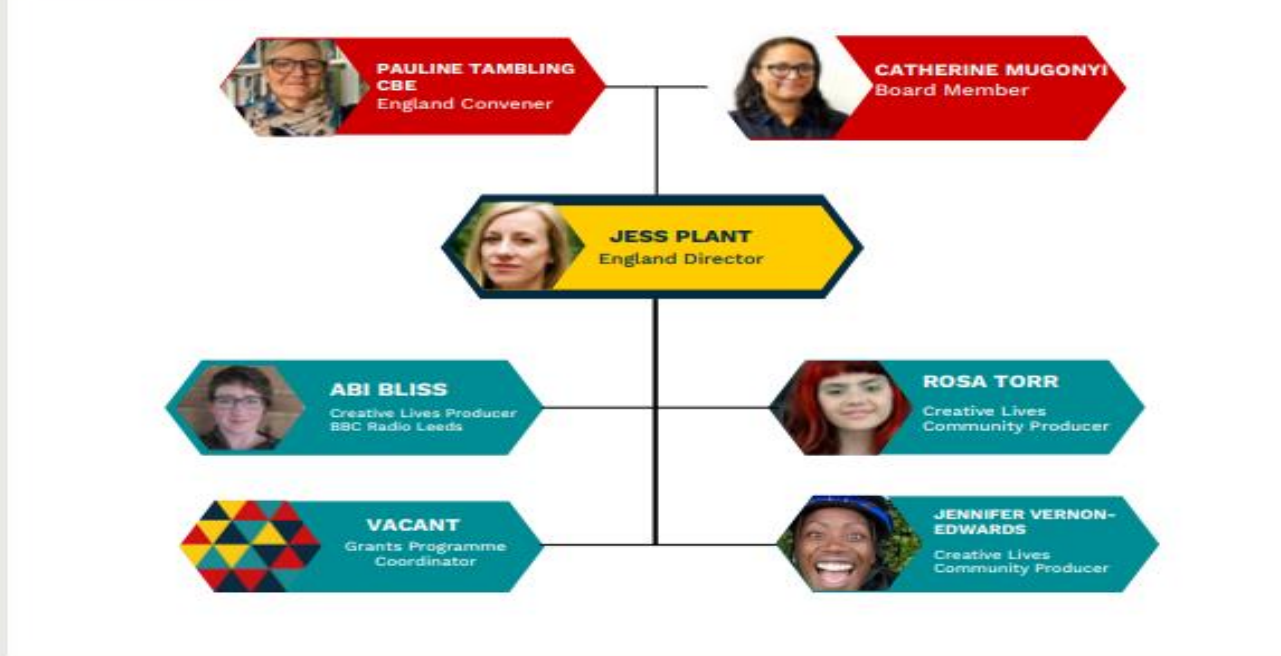 PAULINE TAMBLING
CBE
England Convener
CATHERINE MUGONYI
Board Member
JESS PLANT
England Director
ABI BLISS
Creative Lives Producer
BBC Radio Leeds
ROSA TORR
Creative Lives
Community Producer
VACANT
Grants Programme
Coordinator
JENNIFER VERNON-
EDWARDS
Creative Lives
Community Producer